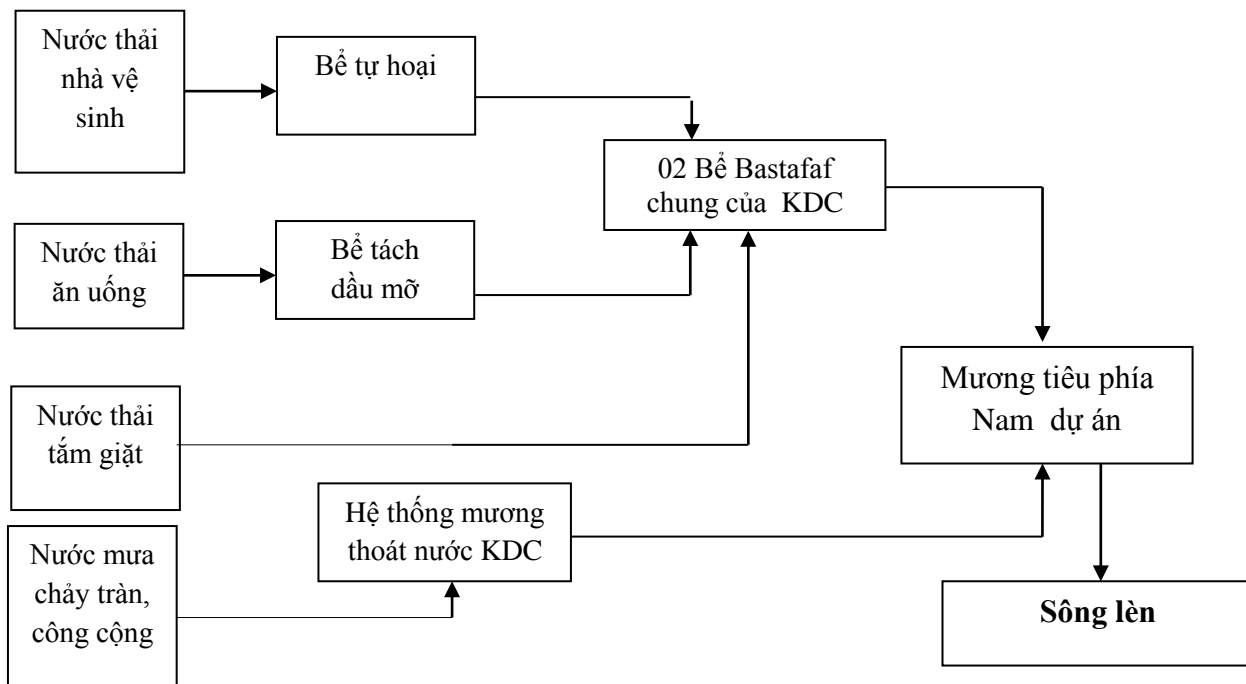 Nước thải
nhà vệ
sinh
Bể tự hoại
02 Bể Bastafaf
chung của KDC
Nước thải
ăn uống
Bể tách
dầu mỡ
Mương tiêu phía
Nam dự án
Nước thải
tắm giặt
Hệ thống mương
thoát nước KDC
Nước mưa
chảy tràn,
công cộng
Sông lèn